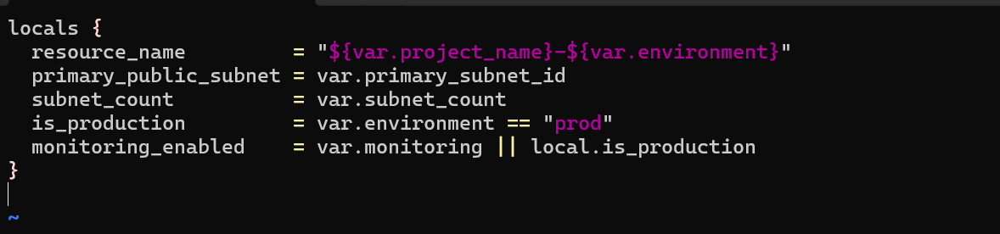 locals {
  resource_name         = "${var.project_name}-${var.environment}"
  primary_public_subnet = var.primary_subnet_id
  subnet_count          = var.subnet_count
  is_production         = var.environment == "prod"
  monitoring_enabled    = var.monitoring || local.is_production
}
~